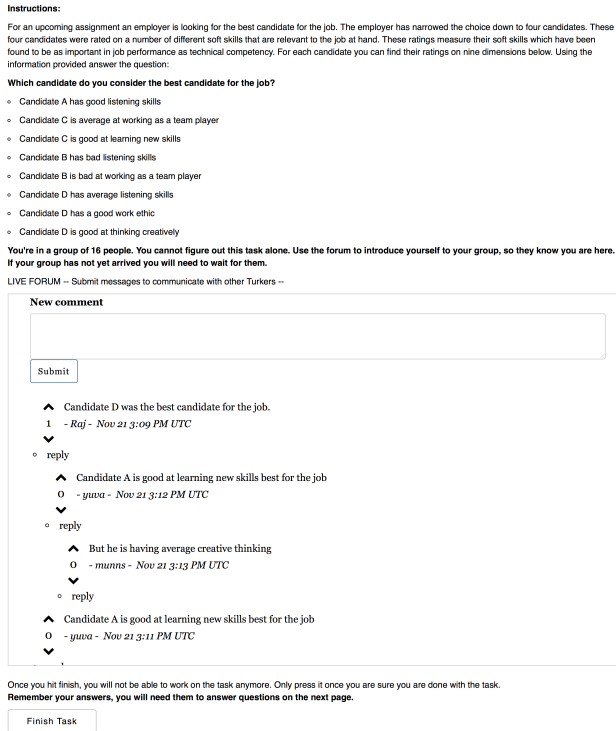 Instructions:
For an upcoming assignment an employer is looking for the best candidate for the job. The employer has narrowed the choice down to four candidates. These
four candidates were rated on a number of different soft skills that are relevant to the job at hand. These ratings measure their soft skills which have been
found to be as important in job performance as technical competency. For each candidate you can find their ratings on nine dimensions below. Using the
information provided answer the question:
Which candidate do you consider the best candidate for the job?
Candidate A has good listening skills
Candidate C is average at working as a team player
Candidate C is good at learning new skills
Candidate B has bad listening skills
Candidate B is bad at working as a team player
Candidate D has average listening skills
Candidate D has a good work ethic
Candidate D is good at thinking creatively
You're in a group of 16 people. You cannot figure out this task alone. Use the forum to introduce yourself to your group, so they know you are here.
If your group has not yet arrived you will need to wait for them.
LIVE FORUM -- Submit messages to communicate with other Turkers --
New comment
Submit
Candidate D was the best candidate for the job.
1 - Raj - Nov 21 3:09 PM UTC
reply
Candidate A is good at learning new skills best for the job
0 - yuva - Nov 21 3:12 PM UTC
reply
But he is having average creative thinking
0 - munns - Nov 21 3:13 PM UTC
reply
Candidate A is good at learning new skills best for the job
0 - yuva - Nov 21 3:11 PM UTC
Once you hit finish, you will not be able to work on the task anymore. Only press it once you are sure you are done with the task.
Remember your answers, you will need them to answer questions on the next page.
Finish Task